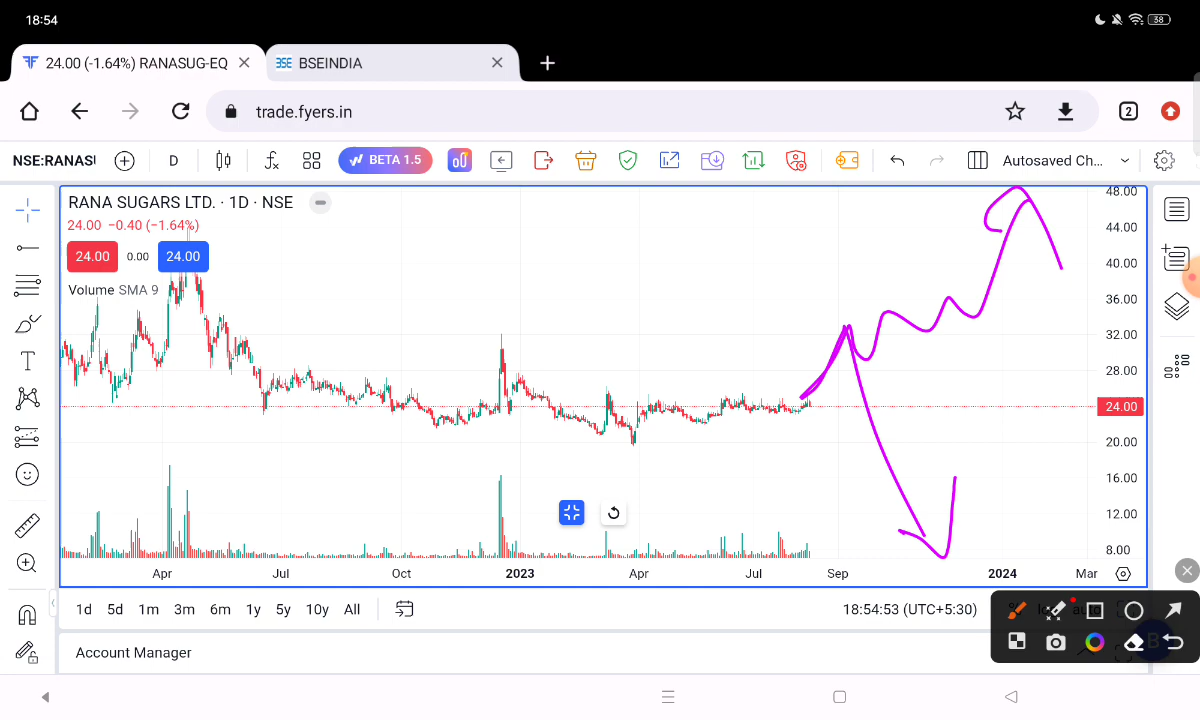 18:54
38
24.00 (-1.64%) RANASUG-EQ
BSE BSEINDIA
trade.fyers.in
2
NSE:RANASU
D
BETA 1.5
Autosaved Ch...
RANA SUGARS LTD. · 1D · NSE
24.00 −0.40 (−1.64%)
24.00 0.00 24.00
Volume SMA 9
48.00
44.00
40.00
36.00
32.00
28.00
24.00
20.00
16.00
12.00
8.00
Apr Jul Oct 2023 Apr Jul Sep 2024 Mar
1d 5d 1m 3m 6m 1y 5y 10y All
18:54:53 (UTC+5:30)
Account Manager